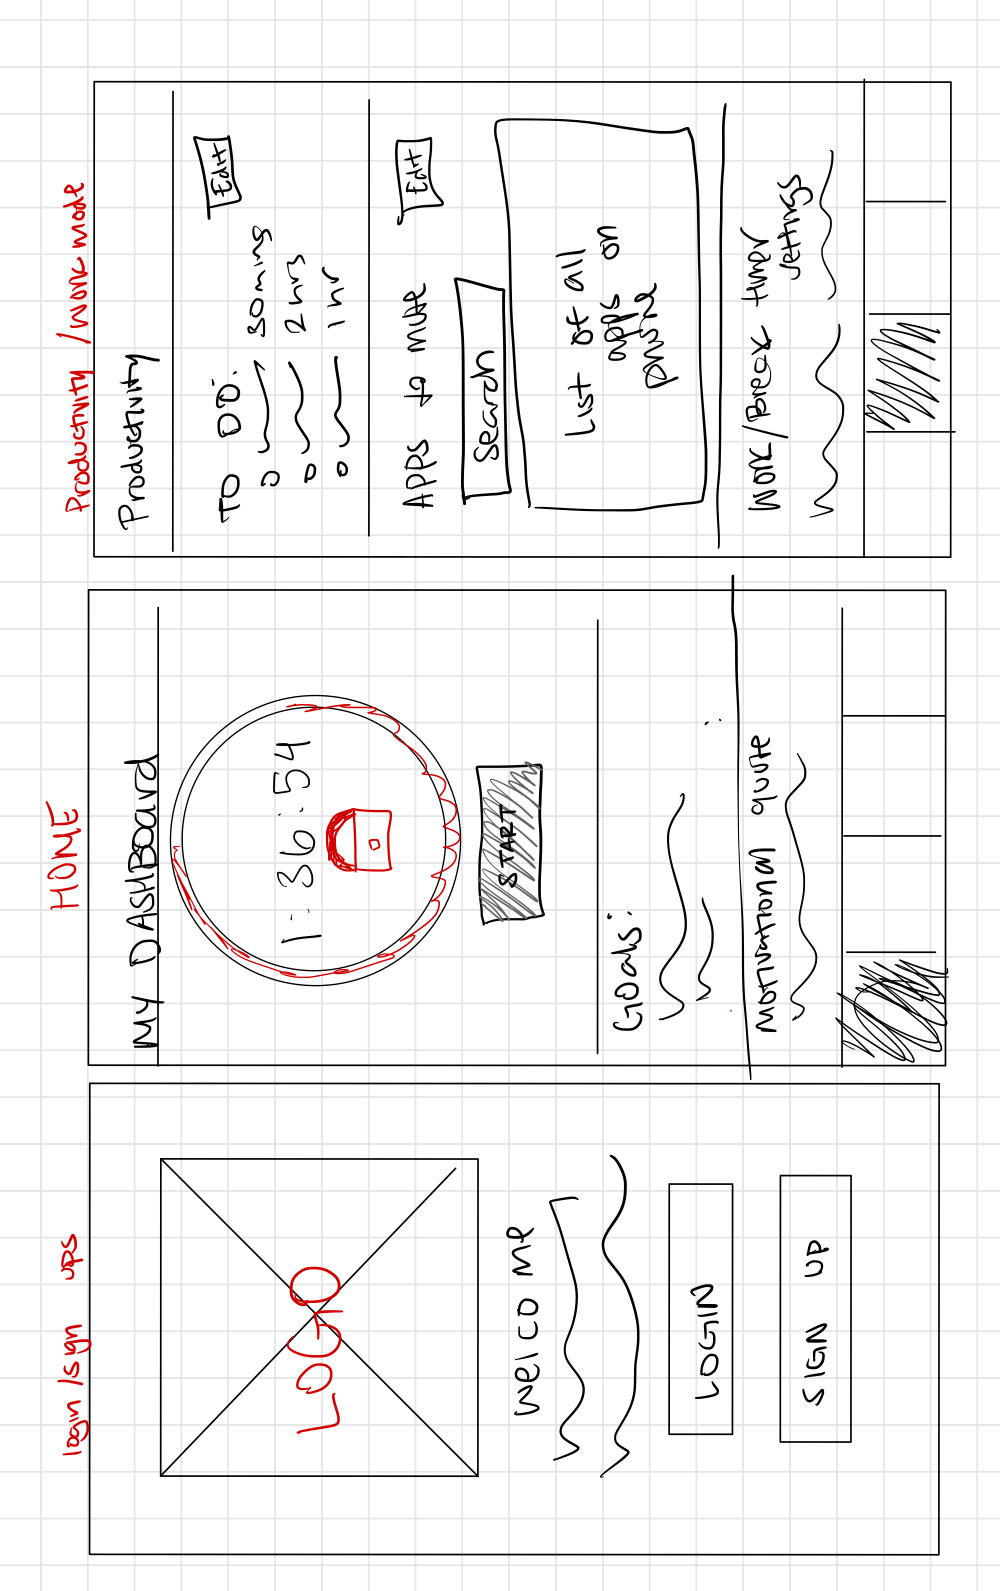 login/sign ups
LOGO
welcome
LOGIN
SIGN UP
HOME
MY DASHBoard
1:36:54
START
Goals:
Motivational quote
Productivity/work mode
Productivity
TO DO:
Edit
30mins
2hrs
1hr
APPS to mute
Edit
Search
List of all
apps on
phone
Work/Break timer
settings